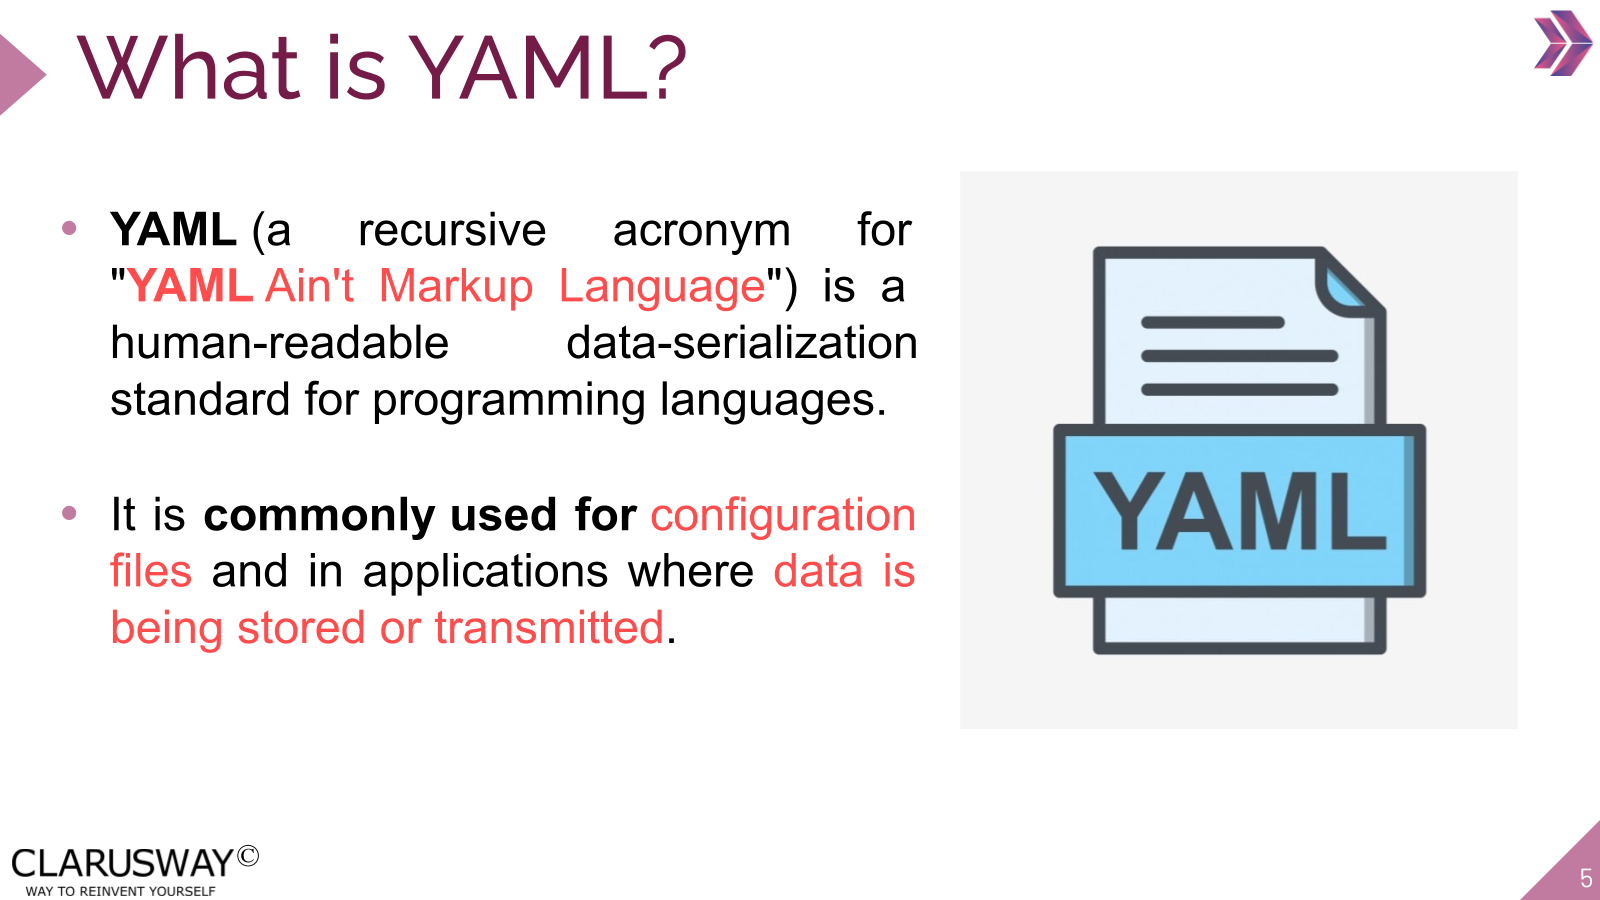 What is YAML?
• YAML (a recursive acronym for
"YAML Ain't Markup Language") is a
human-readable data-serialization
standard for programming languages.
• It is commonly used for configuration
files and in applications where data is
being stored or transmitted.
YAML
CLARUSWAY©
WAY TO REINVENT YOURSELF
5